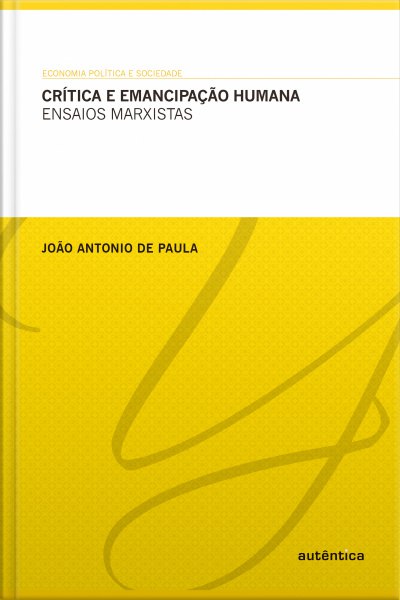 ECONOMIA POLÍTICA E SOCIEDADE
CRÍTICA E EMANCIPAÇÃO HUMANA
ENSAIOS MARXISTAS
JOÃO ANTONIO DE PAULA
autêntica